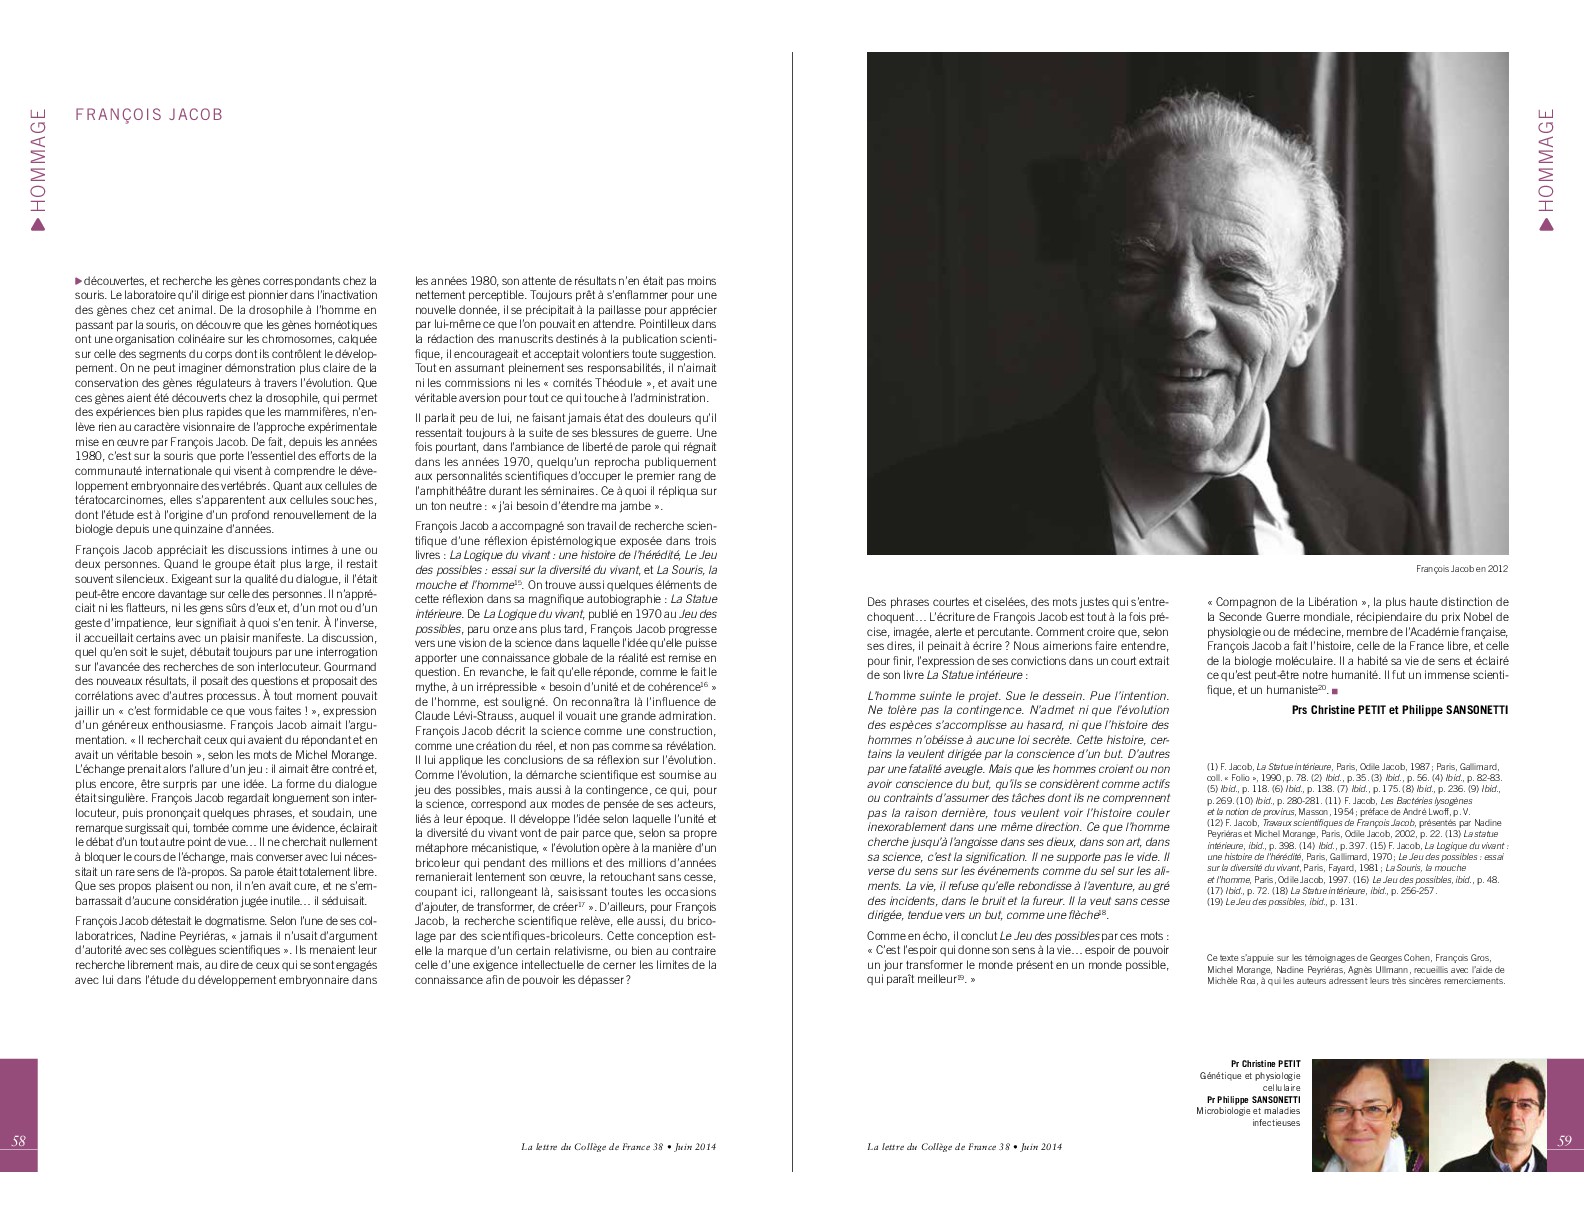 HOMMAGE
FRANÇOIS JACOB
découvertes, et recherche les gènes correspondants chez la
souris. Le laboratoire qu'il dirige est pionnier dans l'inactivation
des gènes chez cet animal. De la drosophile à l'homme en
passant par la souris, on découvre que les gènes homéotiques
ont une organisation colinéaire sur les chromosomes, calquée
sur celle des segments du corps dont ils contrôlent le dévelop-
pement. On ne peut imaginer démonstration plus claire de la
conservation des gènes régulateurs à travers l'évolution. Que
ces gènes aient été découverts chez la drosophile, qui permet
des expériences bien plus rapides que les mammifères, n'en-
lève rien au caractère visionnaire de l'approche expérimentale
mise en œuvre par François Jacob. De fait, depuis les années
1980, c'est sur la souris que porte l'essentiel des efforts de la
communauté internationale qui visent à comprendre le déve-
loppement embryonnaire des vertébrés. Quant aux cellules de
tératocarcinomes, elles s'apparentent aux cellules souches,
dont l'étude est à l'origine d'un profond renouvellement de la
biologie depuis une quinzaine d'années.
François Jacob appréciait les discussions intimes à une ou
deux personnes. Quand le groupe était plus large, il restait
souvent silencieux. Exigeant sur la qualité du dialogue, il l'était
peut-être encore davantage sur celle des personnes. Il n'appré-
ciait ni les flatteurs, ni les gens sûrs d'eux et, d'un mot ou d'un
geste d'impatience, leur signifiait à quoi s'en tenir. À l'inverse,
il accueillait certains avec un plaisir manifeste. La discussion,
quel qu'en soit le sujet, débutait toujours par une interrogation
sur l'avancée des recherches de son interlocuteur. Gourmand
des nouveaux résultats, il posait des questions et proposait des
corrélations avec d'autres processus. À tout moment pouvait
jaillir un « c'est formidable ce que vous faites ! », expression
d'un généreux enthousiasme. François Jacob aimait l'argu-
mentation. « Il recherchait ceux qui avaient du répondant et en
avait un véritable besoin », selon les mots de Michel Morange.
L'échange prenait alors l'allure d'un jeu : il aimait être contré et,
plus encore, être surpris par une idée. La forme du dialogue
était singulière. François Jacob regardait longuement son inter-
locuteur, puis prononçait quelques phrases, et soudain, une
remarque surgissait qui, tombée comme une évidence, éclairait
le débat d'un tout autre point de vue… Il ne cherchait nullement
à bloquer le cours de l'échange, mais converser avec lui néces-
sitait un rare sens de l'à-propos. Sa parole était totalement libre.
Que ses propos plaisent ou non, il n'en avait cure, et ne s'em-
barrassait d'aucune considération jugée inutile… il séduisait.
François Jacob détestait le dogmatisme. Selon l'une de ses col-
laboratrices, Nadine Peyriéras, « jamais il n'usait d'argument
d'autorité avec ses collègues scientifiques ». Ils menaient leur
recherche librement mais, au dire de ceux qui se sont engagés
avec lui dans l'étude du développement embryonnaire dans
les années 1980, son attente de résultats n'en était pas moins
nettement perceptible. Toujours prêt à s'enflammer pour une
nouvelle donnée, il se précipitait à la paillasse pour apprécier
par lui-même ce que l'on pouvait en attendre. Pointilleux dans
la rédaction des manuscrits destinés à la publication scienti-
fique, il encourageait et acceptait volontiers toute suggestion.
Tout en assumant pleinement ses responsabilités, il n'aimait
ni les commissions ni les « comités Théodule », et avait une
véritable aversion pour tout ce qui touche à l'administration.
Il parlait peu de lui, ne faisant jamais état des douleurs qu'il
ressentait toujours à la suite de ses blessures de guerre. Une
fois pourtant, dans l'ambiance de liberté de parole qui régnait
dans les années 1970, quelqu'un reprocha publiquement
aux personnalités scientifiques d'occuper le premier rang de
l'amphithéâtre durant les séminaires. Ce à quoi il répliqua sur
un ton neutre : « j'ai besoin d'étendre ma jambe ».
François Jacob a accompagné son travail de recherche scien-
tifique d'une réflexion épistémologique exposée dans trois
livres : La Logique du vivant : une histoire de l'hérédité, Le Jeu
des possibles : essai sur la diversité du vivant, et La Souris, la
mouche et l'homme¹⁵. On trouve aussi quelques éléments de
cette réflexion dans sa magnifique autobiographie : La Statue
intérieure. De La Logique du vivant, publié en 1970 au Jeu des
possibles, paru onze ans plus tard, François Jacob progresse
vers une vision de la science dans laquelle l'idée qu'elle puisse
apporter une connaissance globale de la réalité est remise en
question. En revanche, le fait qu'elle réponde, comme le fait le
mythe, à un irrépressible « besoin d'unité et de cohérence¹⁶ »
de l'homme, est souligné. On reconnaîtra là l'influence de
Claude Lévi-Strauss, auquel il vouait une grande admiration.
François Jacob décrit la science comme une construction,
comme une création du réel, et non pas comme sa révélation.
Il lui applique les conclusions de sa réflexion sur l'évolution.
Comme l'évolution, la démarche scientifique est soumise au
jeu des possibles, mais aussi à la contingence, ce qui, pour
la science, correspond aux modes de pensée de ses acteurs,
liés à leur époque. Il développe l'idée selon laquelle l'unité et
la diversité du vivant vont de pair parce que, selon sa propre
métaphore mécanistique, « l'évolution opère à la manière d'un
bricoleur qui pendant des millions et des millions d'années
remanierait lentement son œuvre, la retouchant sans cesse,
coupant ici, rallongeant là, saisissant toutes les occasions
d'ajouter, de transformer, de créer¹⁷ ». D'ailleurs, pour François
Jacob, la recherche scientifique relève, elle aussi, du brico-
lage par des scientifiques-bricoleurs. Cette conception est-
elle la marque d'un certain relativisme, ou bien au contraire
celle d'une exigence intellectuelle de cerner les limites de la
connaissance afin de pouvoir les dépasser ?
58
La lettre du Collège de France 38 • Juin 2014
HOMMAGE
François Jacob en 2012
Des phrases courtes et ciselées, des mots justes qui s'entre-
choquent… L'écriture de François Jacob est tout à la fois pré-
cise, imagée, alerte et percutante. Comment croire que, selon
ses dires, il peinait à écrire ? Nous aimerions faire entendre,
pour finir, l'expression de ses convictions dans un court extrait
de son livre La Statue intérieure :
L'homme suinte le projet. Sue le dessein. Pue l'intention.
Ne tolère pas la contingence. N'admet ni que l'évolution
des espèces s'accomplisse au hasard, ni que l'histoire des
hommes n'obéisse à aucune loi secrète. Cette histoire, cer-
tains la veulent dirigée par la conscience d'un but. D'autres
par une fatalité aveugle. Mais que les hommes croient ou non
avoir conscience du but, qu'ils se considèrent comme actifs
ou contraints d'assumer des tâches dont ils ne comprennent
pas la raison dernière, tous veulent voir l'histoire couler
inexorablement dans une même direction. Ce que l'homme
cherche jusqu'à l'angoisse dans ses dieux, dans son art, dans
sa science, c'est la signification. Il ne supporte pas le vide. Il
verse du sens sur les événements comme du sel sur les ali-
ments. La vie, il refuse qu'elle rebondisse à l'aventure, au gré
des incidents, dans le bruit et la fureur. Il la veut sans cesse
dirigée, tendue vers un but, comme une flèche¹⁸.
Comme en écho, il conclut Le Jeu des possibles par ces mots :
« C'est l'espoir qui donne son sens à la vie… espoir de pouvoir
un jour transformer le monde présent en un monde possible,
qui paraît meilleur¹⁹. »
« Compagnon de la Libération », la plus haute distinction de
la Seconde Guerre mondiale, récipiendaire du prix Nobel de
physiologie ou de médecine, membre de l'Académie française,
François Jacob a fait l'histoire, celle de la France libre, et celle
de la biologie moléculaire. Il a habité sa vie de sens et éclairé
ce qu'est peut-être notre humanité. Il fut un immense scienti-
fique, et un humaniste²⁰.
Prs Christine PETIT et Philippe SANSONETTI
(1) F. Jacob, La Statue intérieure, Paris, Odile Jacob, 1987 ; Paris, Gallimard,
coll. « Folio », 1990, p. 78. (2) Ibid., p. 35. (3) Ibid., p. 56. (4) Ibid., p. 82-83.
(5) Ibid., p. 118. (6) Ibid., p. 138. (7) Ibid., p. 175. (8) Ibid., p. 236. (9) Ibid.,
p. 269. (10) Ibid., p. 280-281. (11) F. Jacob, Les Bactéries lysogènes
et la notion de provirus, Masson, 1954 ; préface de André Lwoff, p. V.
(12) F. Jacob, Travaux scientifiques de François Jacob, présentés par Nadine
Peyriéras et Michel Morange, Paris, Odile Jacob, 2002, p. 22. (13) La statue
intérieure, ibid., p. 398. (14) Ibid., p. 397. (15) F. Jacob, La Logique du vivant :
une histoire de l'hérédité, Paris, Gallimard, 1970 ; Le Jeu des possibles : essai
sur la diversité du vivant, Paris, Fayard, 1981 ; La Souris, la mouche
et l'homme, Paris, Odile Jacob, 1997. (16) Le Jeu des possibles, ibid., p. 48.
(17) Ibid., p. 72. (18) La Statue intérieure, ibid., p. 256-257.
(19) Le Jeu des possibles, ibid., p. 131.
Ce texte s'appuie sur les témoignages de Georges Cohen, François Gros,
Michel Morange, Nadine Peyriéras, Agnès Ullmann, recueillis avec l'aide de
Michèle Roa, à qui les auteurs adressent leurs très sincères remerciements.
Pr Christine PETIT
Génétique et physiologie
cellulaire
Pr Philippe SANSONETTI
Microbiologie et maladies
infectieuses
La lettre du Collège de France 38 • Juin 2014
59